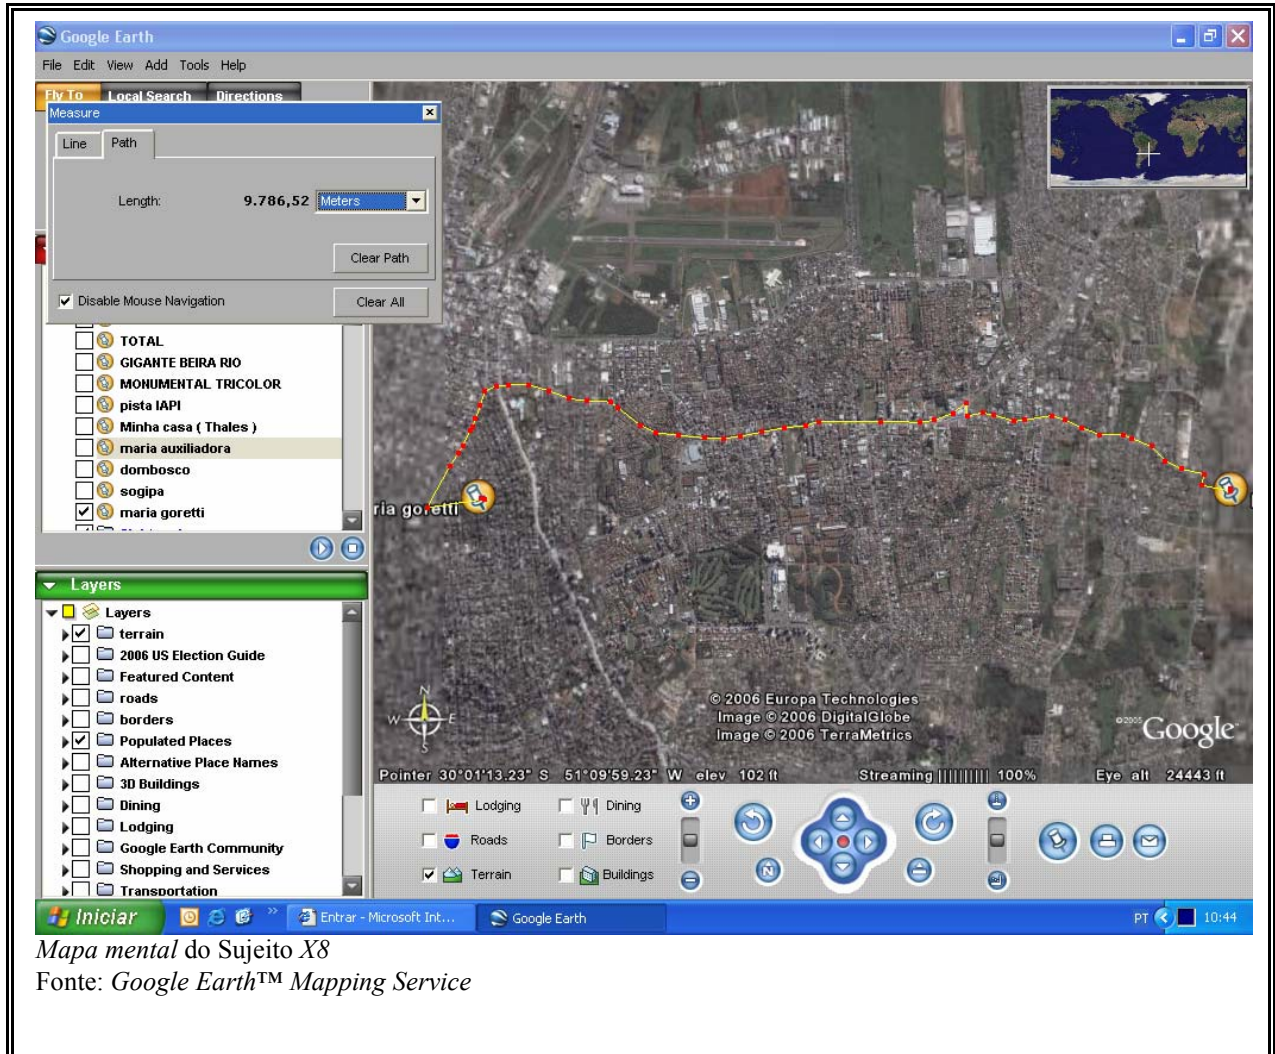 Google Earth
File Edit View Add Tools Help
Fly To Local Search Directions
Measure
Line Path
Length: 9.786,52 Meters
Clear Path
Disable Mouse Navigation
Clear All
TOTAL
GIGANTE BEIRA RIO
MONUMENTAL TRICOLOR
pista IAPI
Minha casa ( Thales )
maria auxiliadora
dombosco
sogipa
maria goretti
ria goretti
Layers
Layers
terrain
2006 US Election Guide
Featured Content
roads
borders
Populated Places
Alternative Place Names
3D Buildings
Dining
Lodging
Google Earth Community
Shopping and Services
Transportation
N
W E
S
© 2006 Europa Technologies
Image © 2006 DigitalGlobe
Image © 2006 TerraMetrics
©2005 Google
Pointer 30°01'13.23" S 51°09'59.23" W elev 102 ft Streaming |||||||||| 100% Eye alt 24443 ft
Lodging Dining
Roads Borders
Terrain Buildings
N
Iniciar Entrar - Microsoft Int... Google Earth PT 10:44
Mapa mental do Sujeito X8
Fonte: Google Earth™ Mapping Service